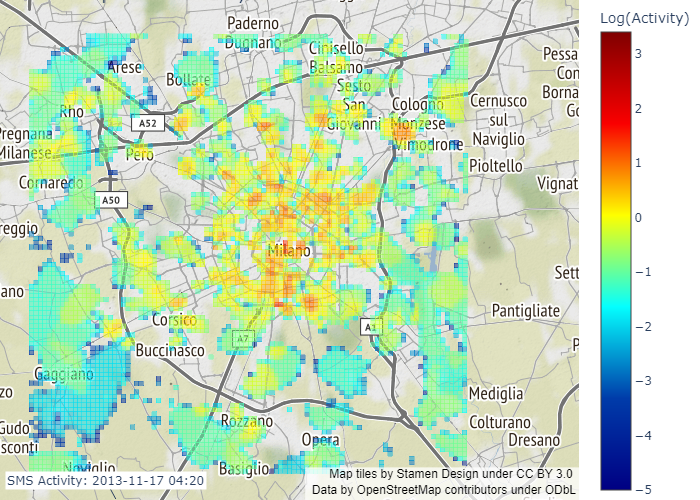 Log(Activity)
3
2
1
0
−1
−2
−3
−4
−5
Paderno
Dugnano
Cinisello
Balsamo
Arese
Bollate
Sesto
San
Giovanni
Cologno
Monzese
Cernusco
sul
Naviglio
Pessa
Borna
Rho
A52
Pregnana
Milanese
Pero
Vimodrone
Pioltello
Cornaredo
A50
Vignat
reggio
Milano
Sett
ano
Corsico
Pantigliate
A7
A1
Buccinasco
Gaggiano
Mediglia
Rozzano
Colturano
Dresano
Gudo
sconti
Opera
Basiglio
Noviglio
SMS Activity: 2013-11-17 04:20
Map tiles by Stamen Design under CC BY 3.0
Data by OpenStreetMap contributors under ODbL